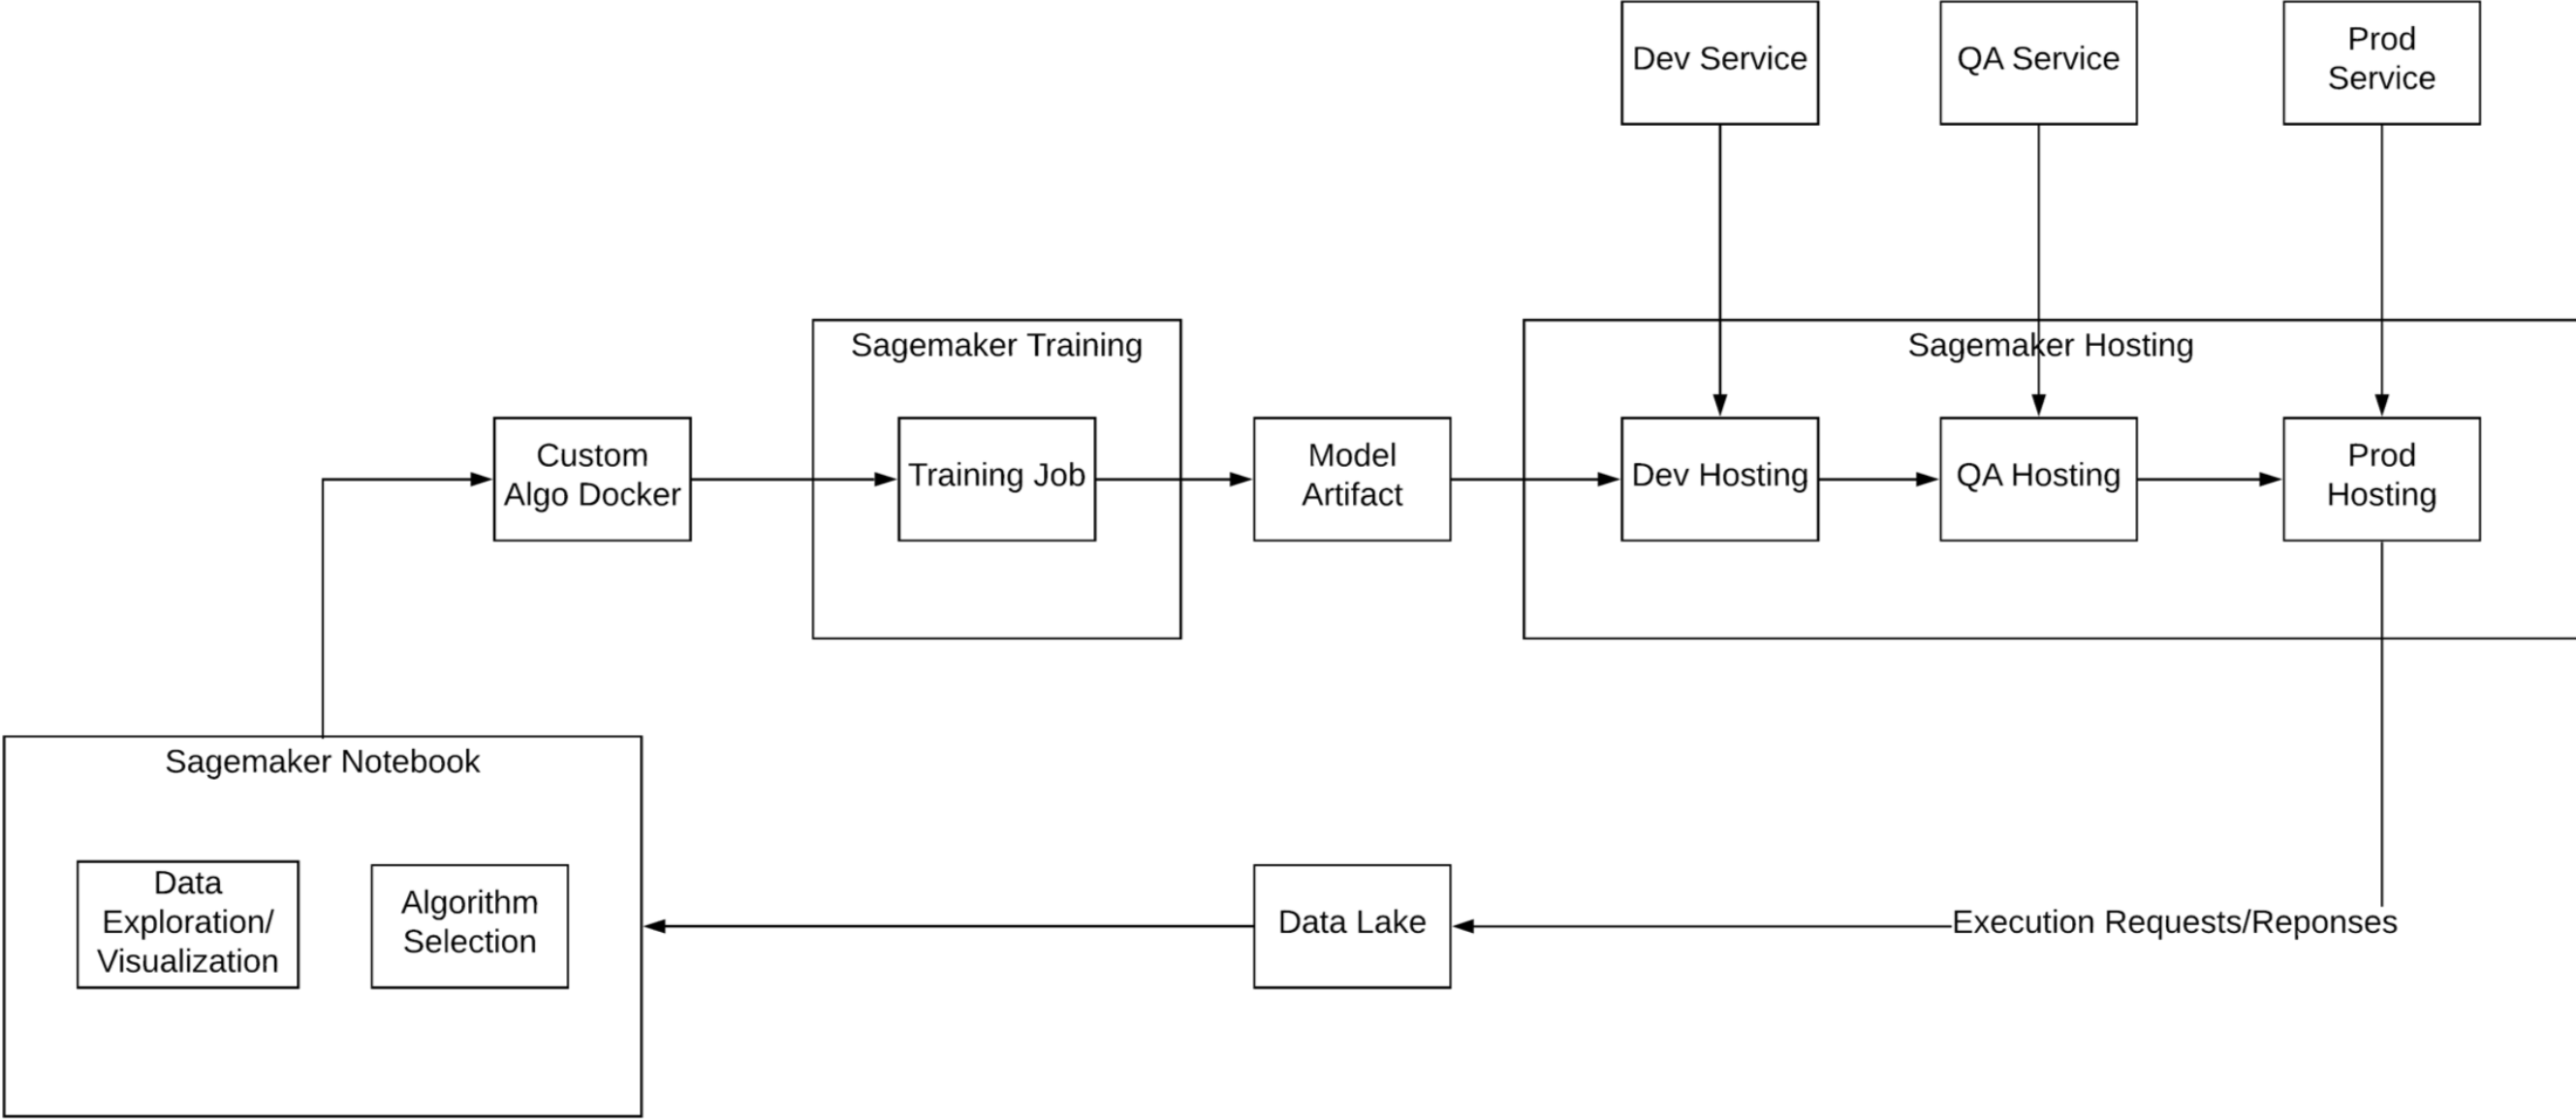 Dev Service
QA Service
Prod
Service
Sagemaker Training
Sagemaker Hosting
Custom
Algo Docker
Training Job
Model
Artifact
Dev Hosting
QA Hosting
Prod
Hosting
Sagemaker Notebook
Data
Exploration/
Visualization
Algorithm
Selection
Data Lake
Execution Requests/Reponses